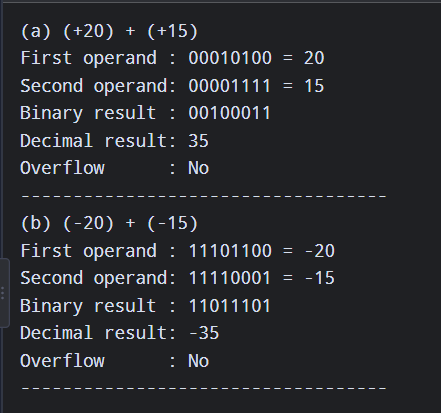 (a) (+20) + (+15)
First operand : 00010100 = 20
Second operand: 00001111 = 15
Binary result : 00100011
Decimal result: 35
Overflow      : No
-----------------------------------
(b) (-20) + (-15)
First operand : 11101100 = -20
Second operand: 11110001 = -15
Binary result : 11011101
Decimal result: -35
Overflow      : No
-----------------------------------